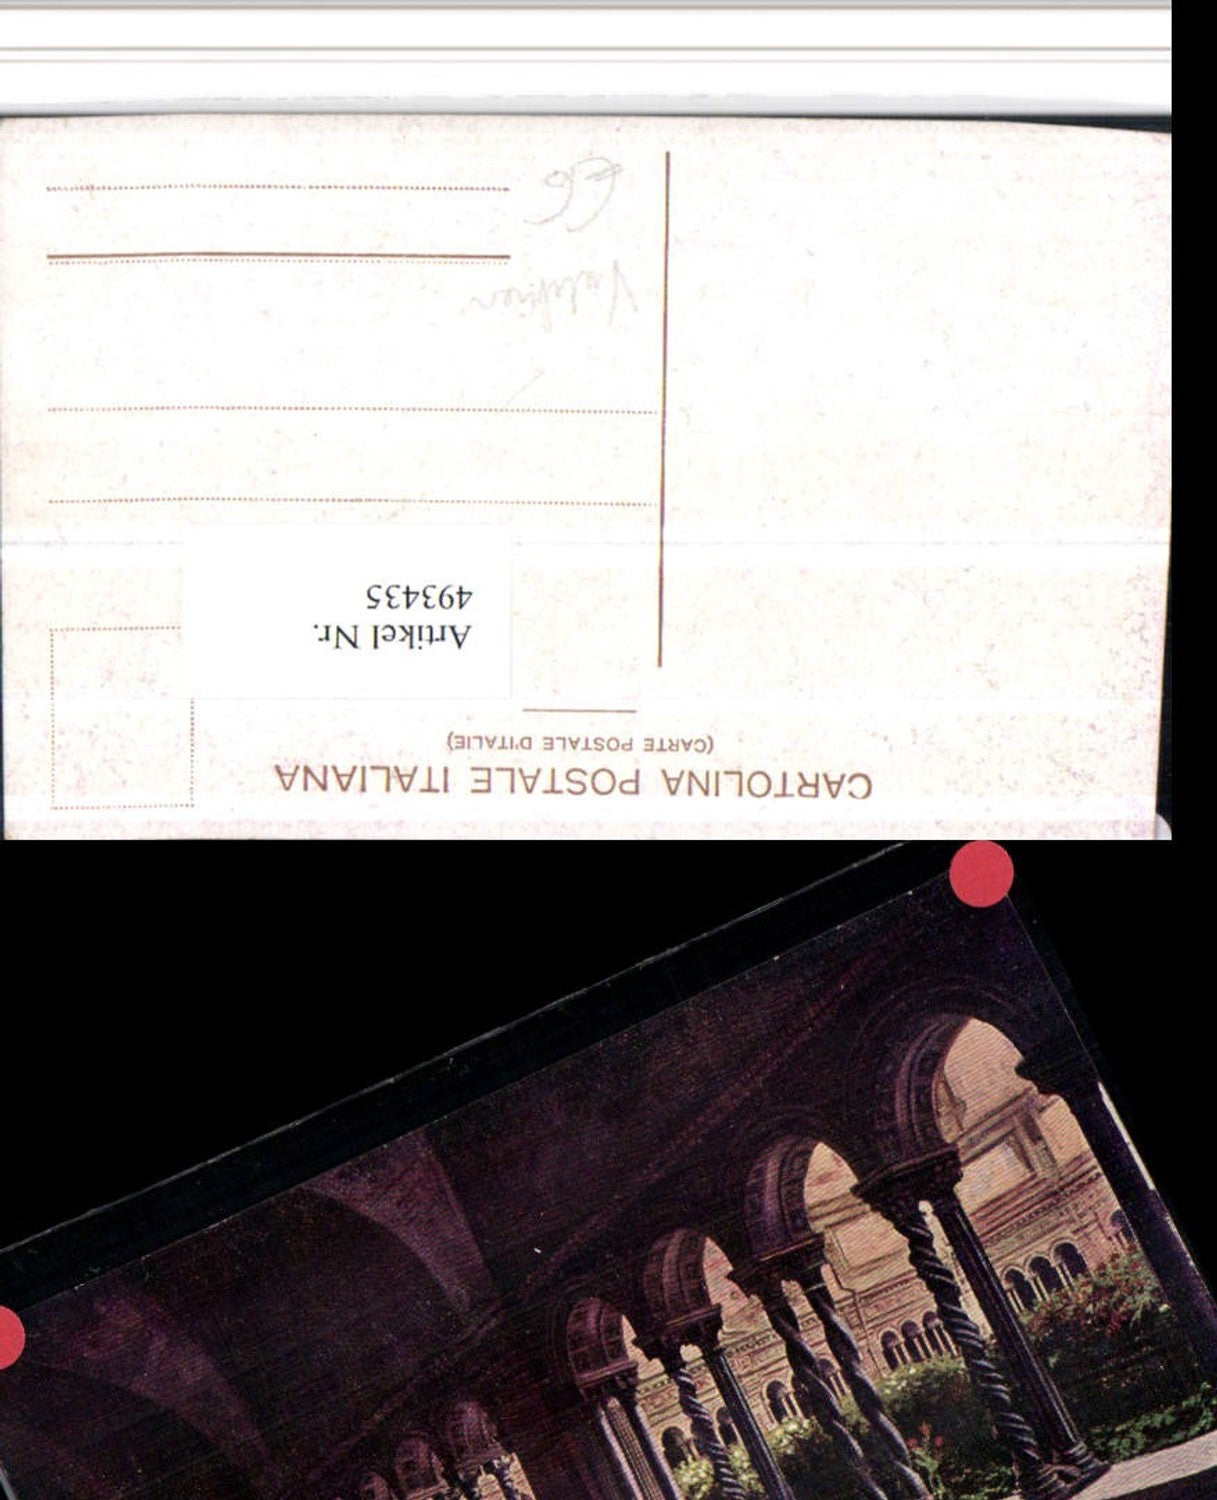 CARTOLINA POSTALE ITALIANA
(CARTE POSTALE D'ITALIE)
Artikel Nr.
493435